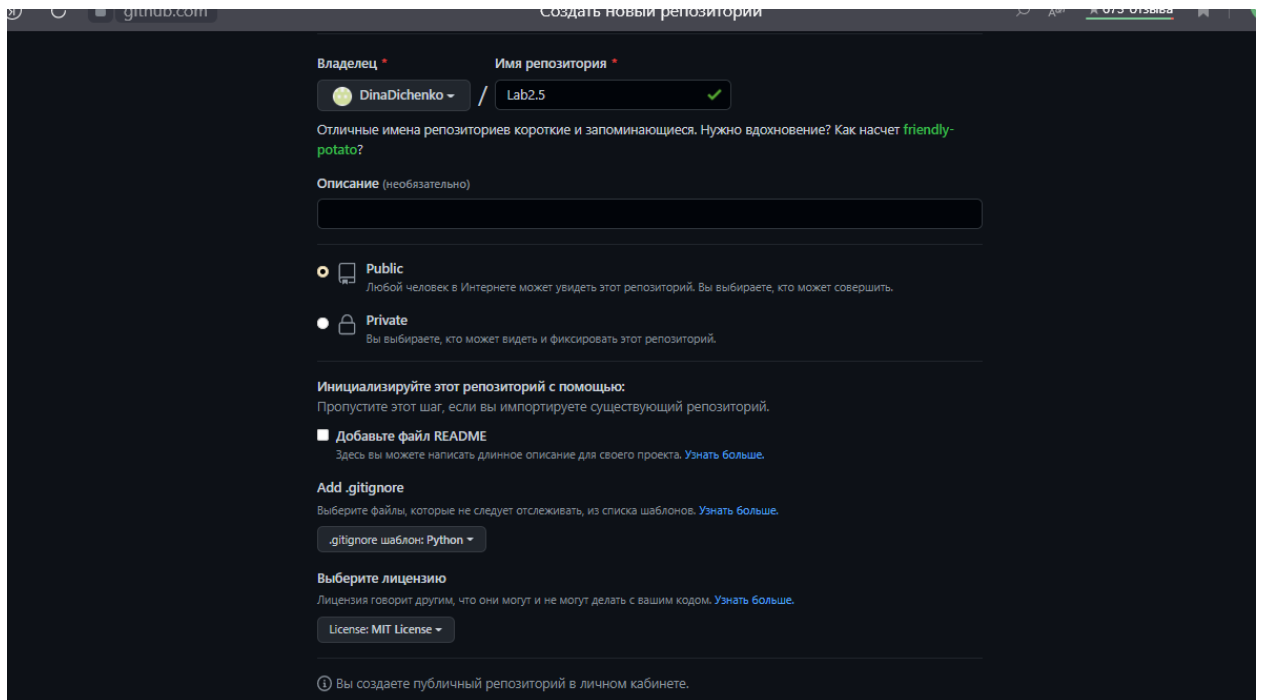 github.com
Создать новый репозиторий
673 отзыва
Владелец *
Имя репозитория *
DinaDichenko
/
Lab2.5
Отличные имена репозиториев короткие и запоминающиеся. Нужно вдохновение? Как насчет friendly-
potato?
Описание (необязательно)
Public
Любой человек в Интернете может увидеть этот репозиторий. Вы выбираете, кто может совершить.
Private
Вы выбираете, кто может видеть и фиксировать этот репозиторий.
Инициализируйте этот репозиторий с помощью:
Пропустите этот шаг, если вы импортируете существующий репозиторий.
Добавьте файл README
Здесь вы можете написать длинное описание для своего проекта. Узнать больше.
Add .gitignore
Выберите файлы, которые не следует отслеживать, из списка шаблонов. Узнать больше.
.gitignore шаблон: Python
Выберите лицензию
Лицензия говорит другим, что они могут и не могут делать с вашим кодом. Узнать больше.
License: MIT License
Вы создаете публичный репозиторий в личном кабинете.